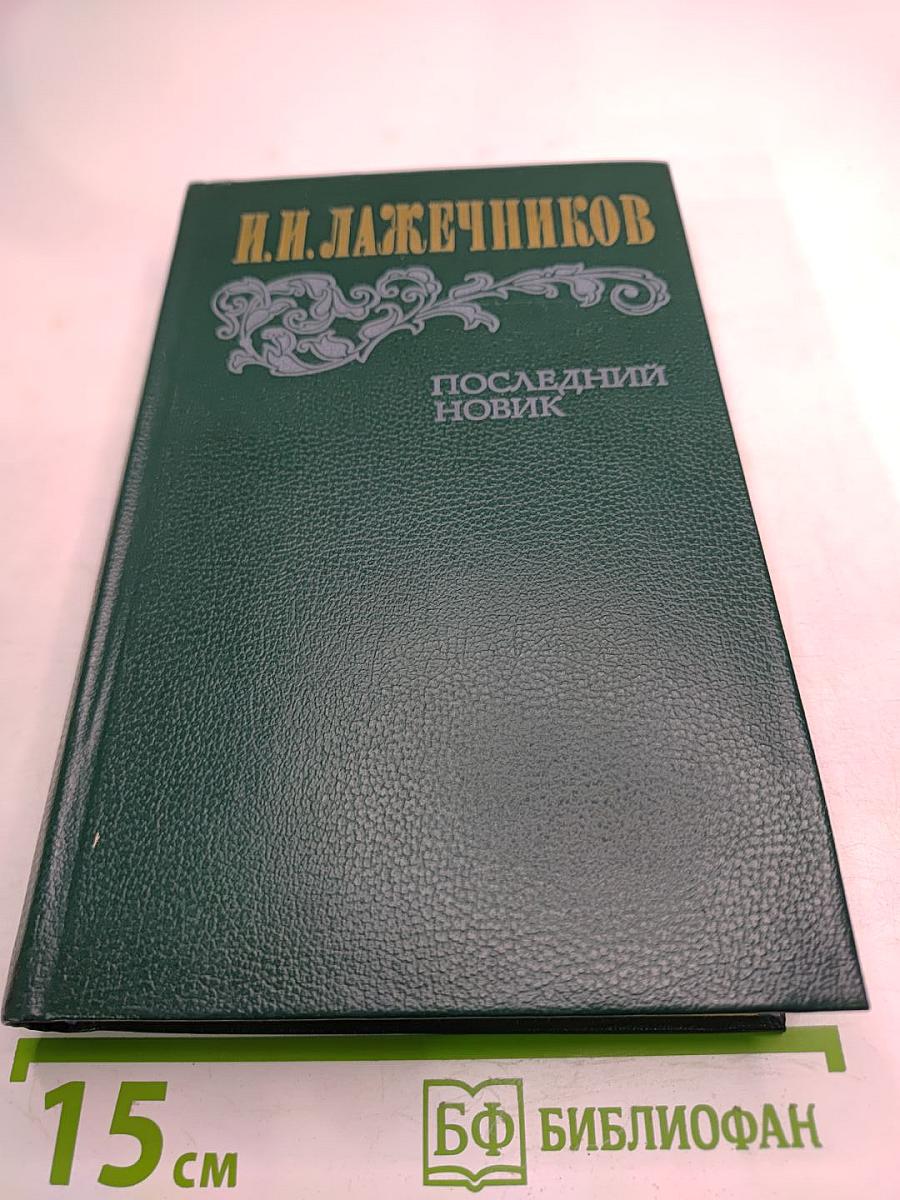 И.И.ЛАЖЕЧНИКОВ
ПОСЛЕДНИЙ
НОВИК
15 см
БФ БИБЛИОФАН